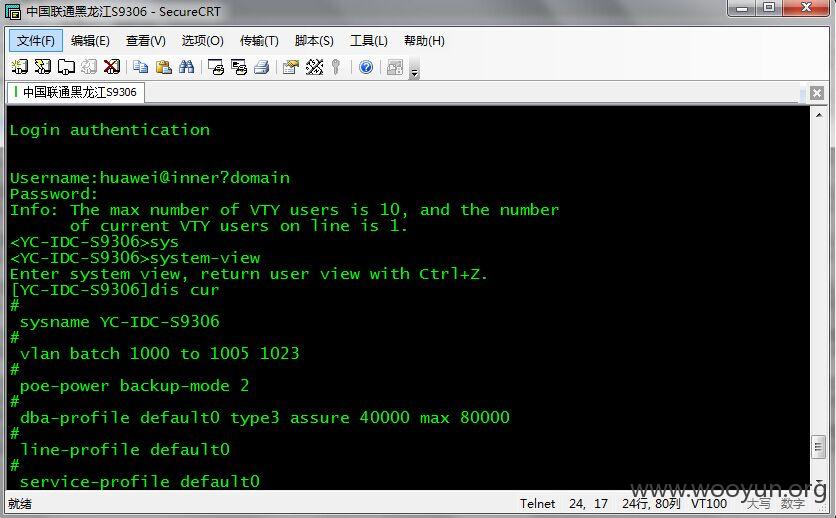 中国联通黑龙江S9306 - SecureCRT
文件(F) 编辑(E) 查看(V) 选项(O) 传输(T) 脚本(S) 工具(L) 帮助(H)
中国联通黑龙江S9306
Login authentication
Username:huawei@inner?domain
Password:
Info: The max number of VTY users is 10, and the number
of current VTY users on line is 1.
<YC-IDC-S9306>sys
<YC-IDC-S9306>system-view
Enter system view, return user view with Ctrl+Z.
[YC-IDC-S9306]dis cur
#
sysname YC-IDC-S9306
#
vlan batch 1000 to 1005 1023
#
poe-power backup-mode 2
#
dba-profile default0 type3 assure 40000 max 80000
#
line-profile default0
#
service-profile default0
www.wooyun.org
就绪 Telnet 24, 17 24行, 80列 VT100 大写 数字